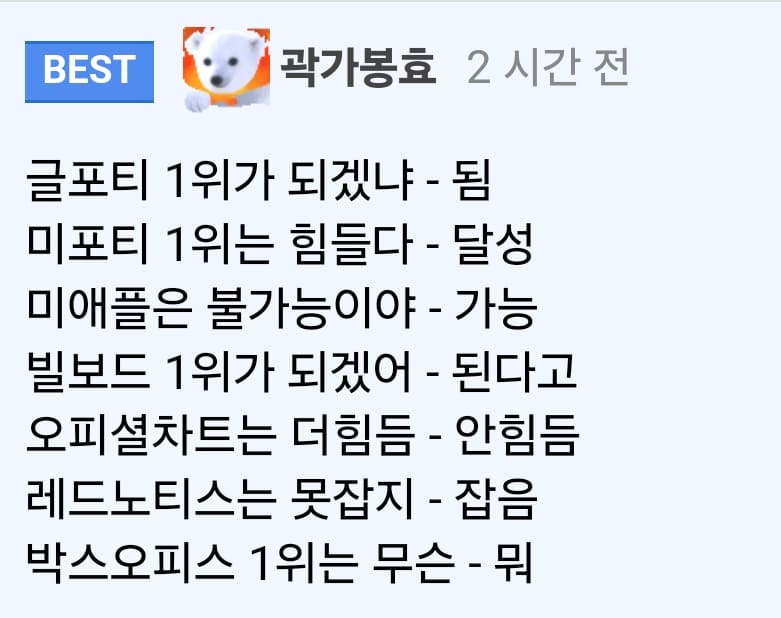 BEST 곽가봉효 2 시간 전
글포티 1위가 되겠냐 - 됨
미포티 1위는 힘들다 - 달성
미애플은 불가능이야 - 가능
빌보드 1위가 되겠어 - 된다고
오피셜차트는 더힘듬 - 안힘듬
레드노티스는 못잡지 - 잡음
박스오피스 1위는 무슨 - 뭐